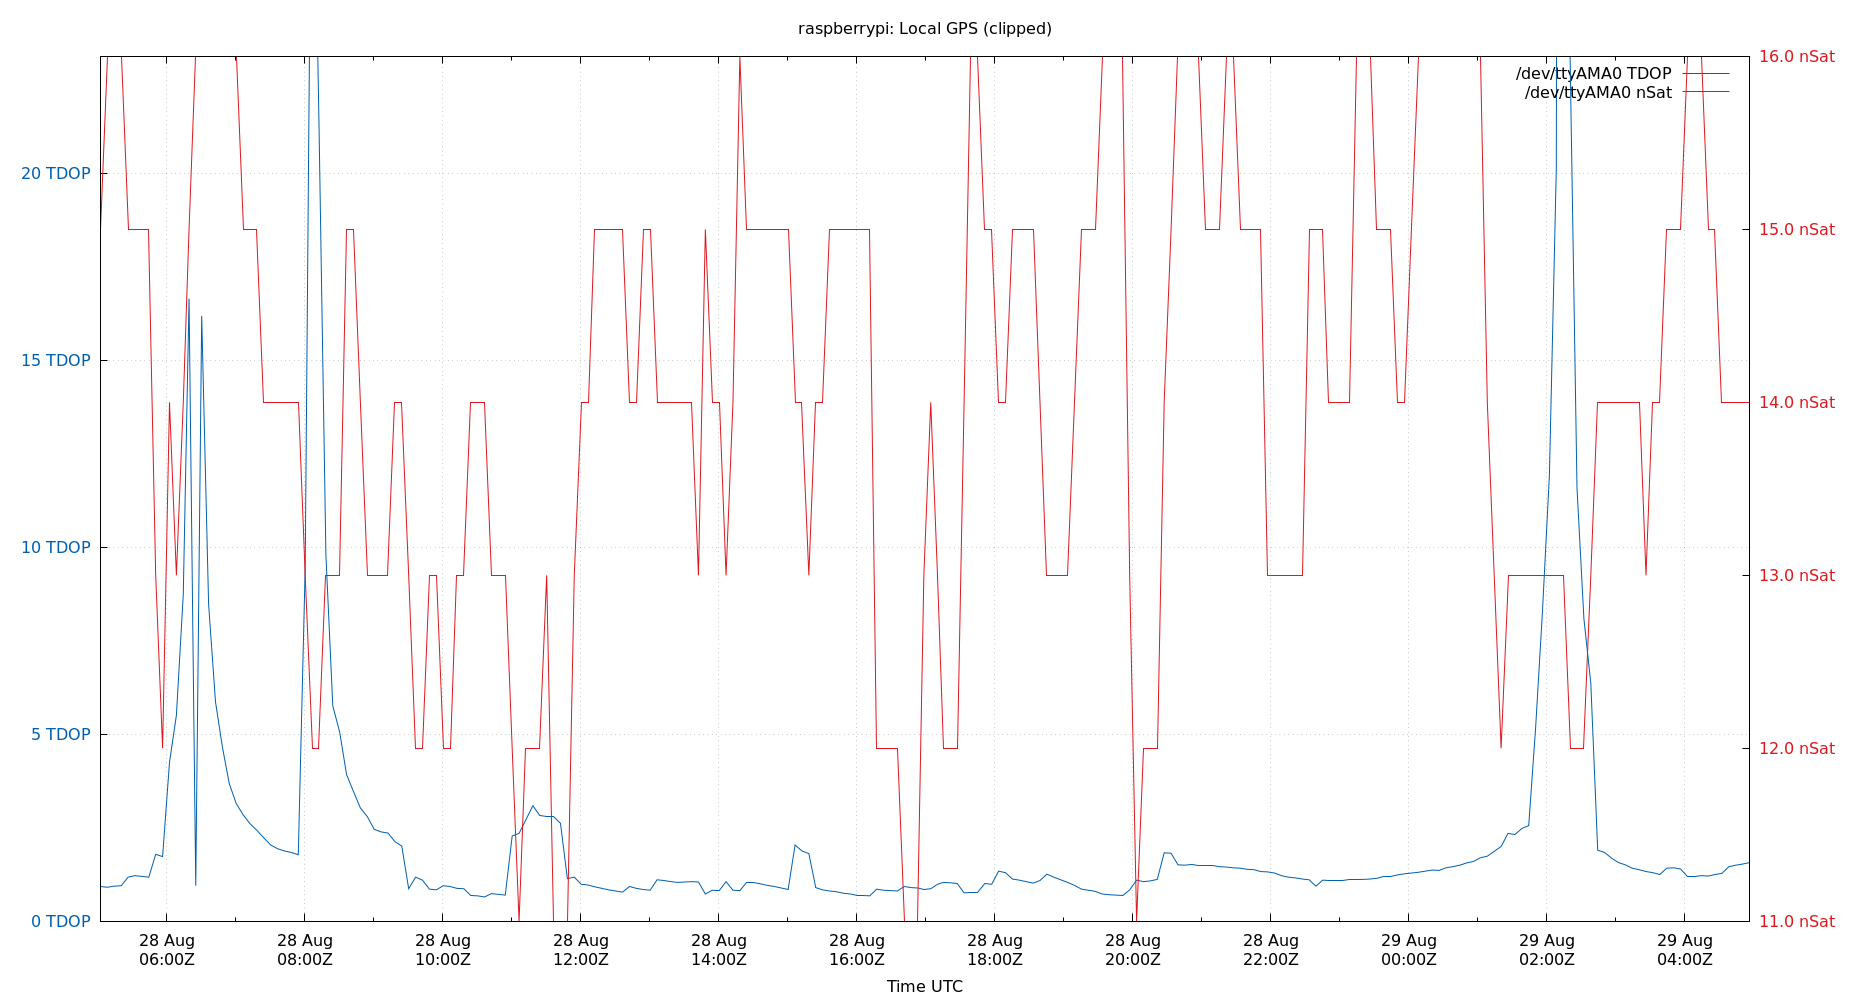 raspberrypi: Local GPS (clipped)
/dev/ttyAMA0 TDOP
/dev/ttyAMA0 nSat
20 TDOP
15 TDOP
10 TDOP
5 TDOP
0 TDOP
16.0 nSat
15.0 nSat
14.0 nSat
13.0 nSat
12.0 nSat
11.0 nSat
28 Aug 28 Aug 28 Aug 28 Aug 28 Aug 28 Aug 28 Aug 28 Aug 28 Aug 29 Aug 29 Aug 29 Aug
06:00Z 08:00Z 10:00Z 12:00Z 14:00Z 16:00Z 18:00Z 20:00Z 22:00Z 00:00Z 02:00Z 04:00Z
Time UTC